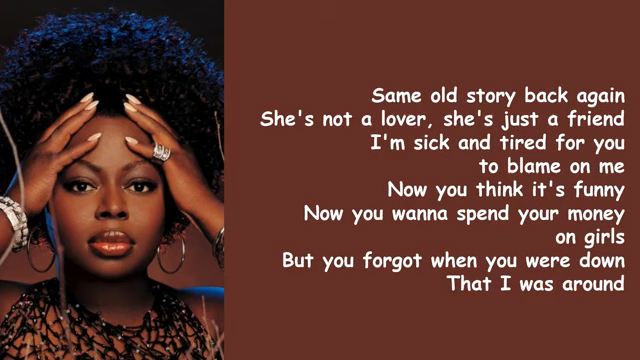 Same old story back again
She's not a lover, she's just a friend
I'm sick and tired for you
to blame on me
Now you think it's funny
Now you wanna spend your money
on girls
But you forgot when you were down
That I was around